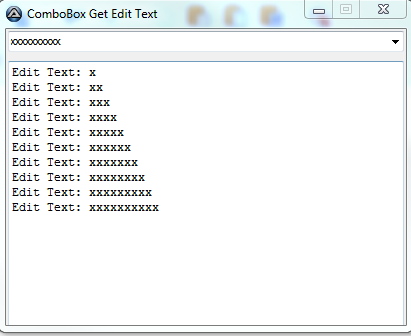 ComboBox Get Edit Text
xxxxxxxxxx
Edit Text: x
Edit Text: xx
Edit Text: xxx
Edit Text: xxxx
Edit Text: xxxxx
Edit Text: xxxxxx
Edit Text: xxxxxxx
Edit Text: xxxxxxxx
Edit Text: xxxxxxxxx
Edit Text: xxxxxxxxxx